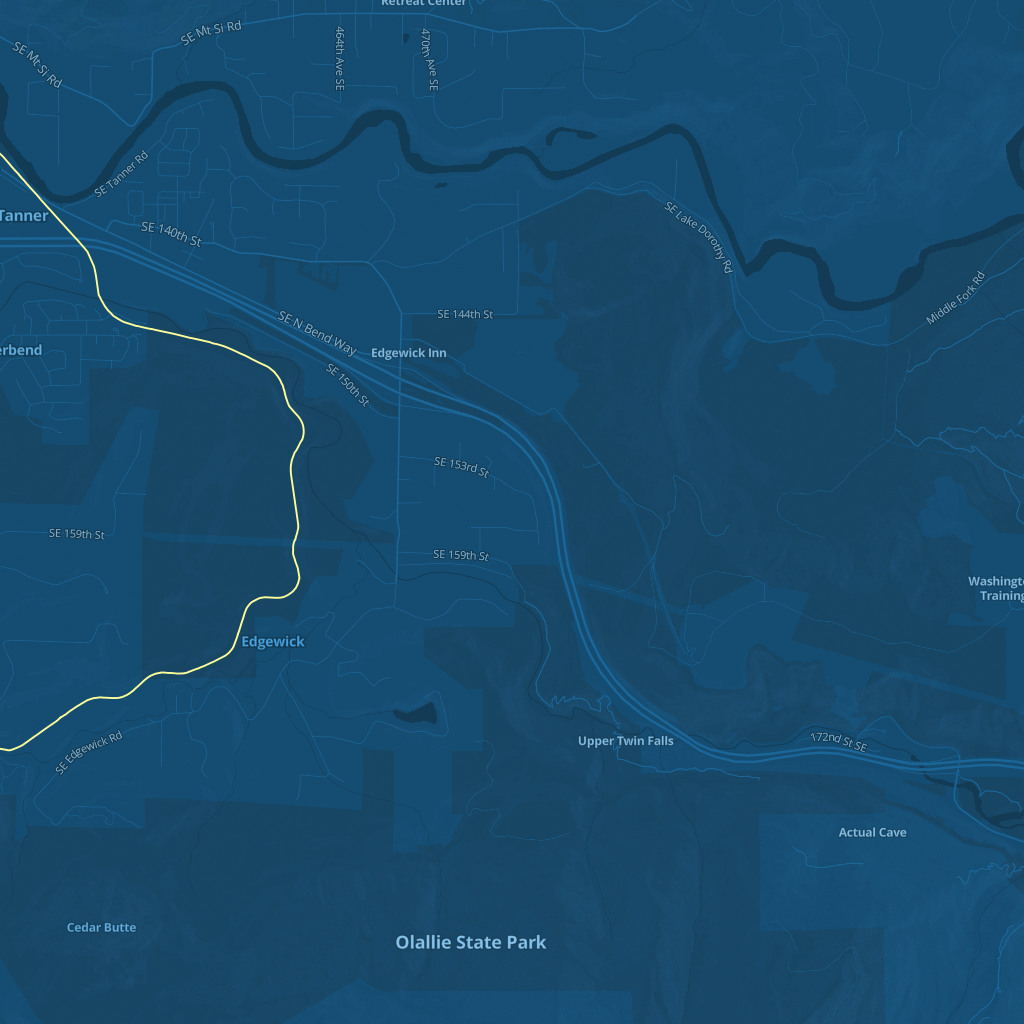 Retreat Center
SE Mt Si Rd
SE Mt Si Rd
464th Ave SE
470th Ave SE
SE Tanner Rd
Tanner
SE 140th St
SE Lake Dorothy Rd
Middle Fork Rd
SE 144th St
SE N Bend Way
erbend
Edgewick Inn
SE 150th St
SE 153rd St
SE 159th St
SE 159th St
Washingto
Training
Edgewick
SE Edgewick Rd
Upper Twin Falls
172nd St SE
Actual Cave
Cedar Butte
Olallie State Park